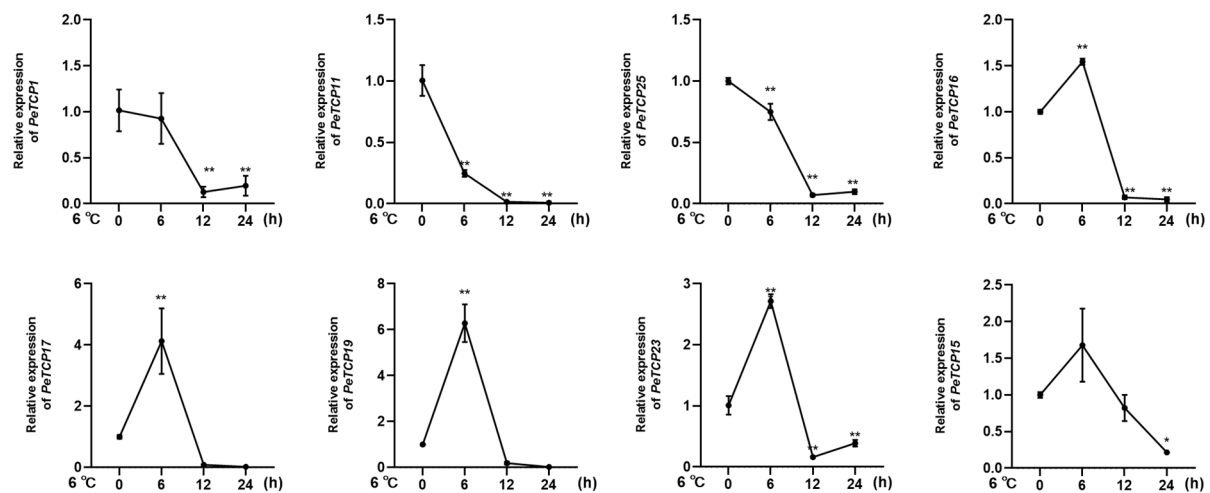 Relative expression
of PeTCP1
2.0
1.5
1.0
0.5
0.0
**
**
6 °C
0
6
12
24
(h)
Relative expression
of PeTCP11
1.5
1.0
0.5
0.0
**
**
**
6 °C
0
6
12
24
(h)
Relative expression
of PeTCP25
1.5
1.0
0.5
0.0
**
**
**
6 °C
0
6
12
24
(h)
Relative expression
of PeTCP16
2.0
1.5
1.0
0.5
0.0
**
**
**
6 °C
0
6
12
24
(h)
Relative expression
of PeTCP17
6
4
2
0
**
6 °C
0
6
12
24
(h)
Relative expression
of PeTCP19
8
6
4
2
0
**
6 °C
0
6
12
24
(h)
Relative expression
of PeTCP23
3
2
1
0
**
**
**
6 °C
0
6
12
24
(h)
Relative expression
of PeTCP15
2.5
2.0
1.5
1.0
0.5
0.0
*
6 °C
0
6
12
24
(h)